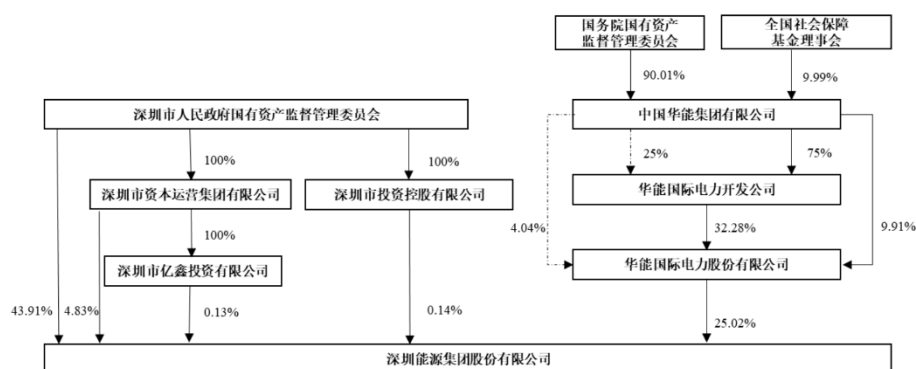 国务院国有资产
监督管理委员会
全国社会保障
基金理事会
90.01%
9.99%
深圳市人民政府国有资产监督管理委员会
中国华能集团有限公司
100%
100%
25%
75%
深圳市资本运营集团有限公司
深圳市投资控股有限公司
华能国际电力开发公司
100%
4.04%
32.28%
9.91%
深圳市亿鑫投资有限公司
华能国际电力股份有限公司
43.91%
4.83%
0.13%
0.14%
25.02%
深圳能源集团股份有限公司